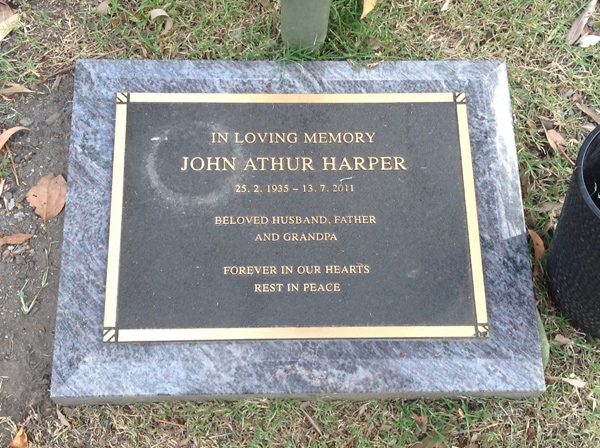 IN LOVING MEMORY
JOHN ATHUR HARPER
25. 2. 1935 – 13. 7. 2011
BELOVED HUSBAND, FATHER
AND GRANDPA
FOREVER IN OUR HEARTS
REST IN PEACE